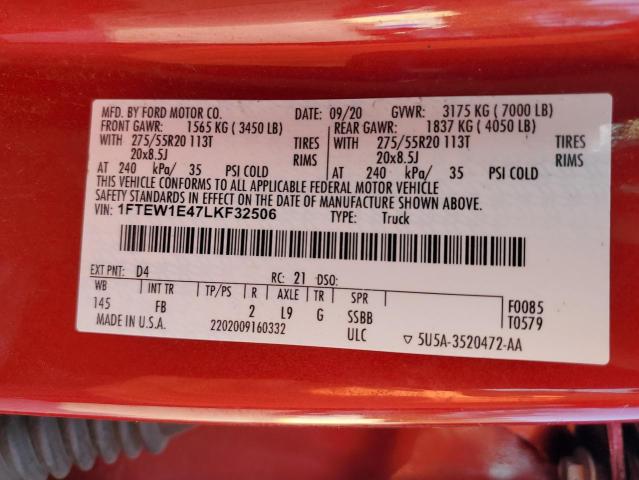 MFD. BY FORD MOTOR CO. DATE: 09/20 GVWR: 3175 KG ( 7000 LB)
FRONT GAWR: 1565 KG ( 3450 LB) REAR GAWR: 1837 KG ( 4050 LB)
WITH 275/55R20 113T TIRES WITH 275/55R20 113T TIRES
20x8.5J RIMS 20x8.5J RIMS
AT 240 kPa/ 35 PSI COLD AT 240 kPa/ 35 PSI COLD
THIS VEHICLE CONFORMS TO ALL APPLICABLE FEDERAL MOTOR VEHICLE
SAFETY STANDARDS IN EFFECT ON THE DATE OF MANUFACTURE SHOWN ABOVE.
VIN: 1FTEW1E47LKF32506 TYPE: Truck
EXT PNT: D4 RC: 21 DSO:
WB INT TR TP/PS R AXLE TR SPR F0085
145 FB 2 L9 G SSBB T0579
MADE IN U.S.A. 2202009160332 ULC ▽ 5U5A-3520472-AA